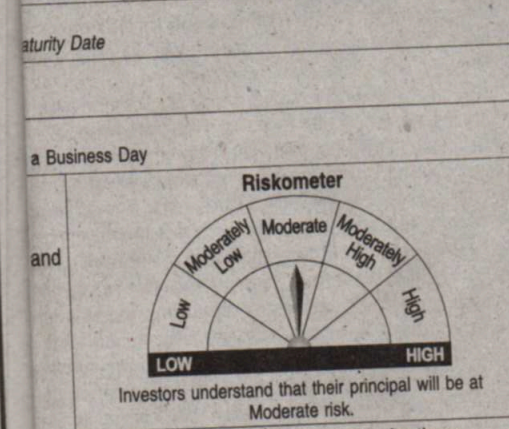 aturity Date
a Business Day
and
Riskometer
Low
Moderately
Low
Moderate
Moderately
High
High
LOW HIGH
Investors understand that their principal will be at
Moderate risk.